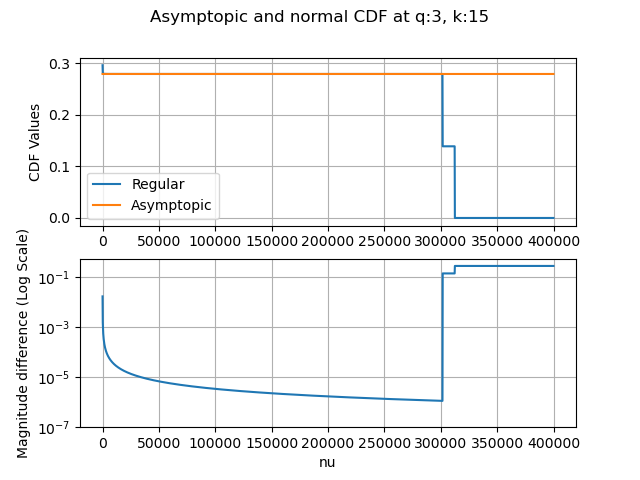 Asymptopic and normal CDF at q:3, k:15
CDF Values
0.3
0.2
0.1
0.0
Regular
Asymptopic
0 50000 100000 150000 200000 250000 300000 350000 400000
Magnitude difference (Log Scale)
10⁻¹
10⁻³
10⁻⁵
10⁻⁷
0 50000 100000 150000 200000 250000 300000 350000 400000
nu